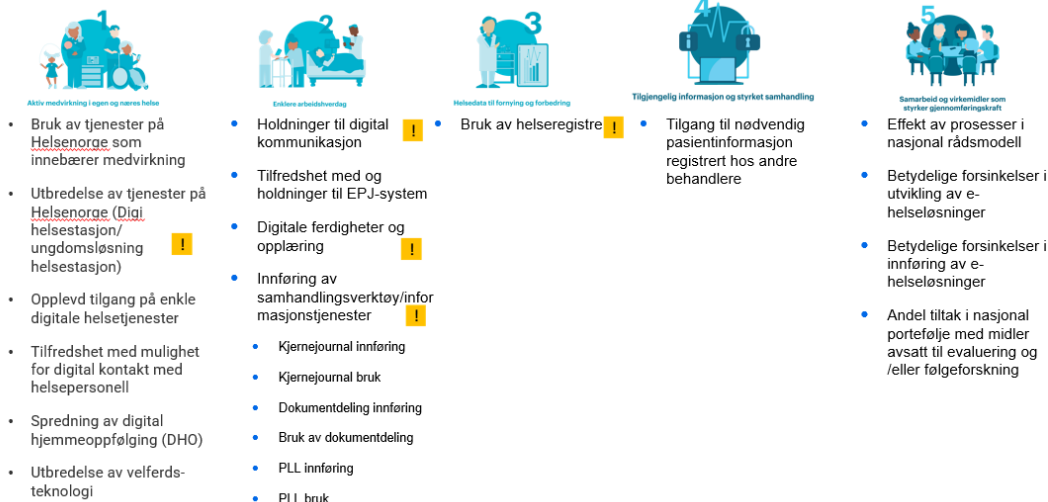 1
Aktiv medvirkning i egen og næres helse
• Bruk av tjenester på
Helsenorge som
innebærer medvirkning
• Utbredelse av tjenester på
Helsenorge (Digi
helsestasjon/
ungdomsløsning
helsestasjon)
!
• Opplevd tilgang på enkle
digitale helsetjenester
• Tilfredshet med mulighet
for digital kontakt med
helsepersonell
• Spredning av digital
hjemmeoppfølging (DHO)
• Utbredelse av velferds-
teknologi
2
Enklere arbeidshverdag
• Holdninger til digital
kommunikasjon
!
• Tilfredshet med og
holdninger til EPJ-system
• Digitale ferdigheter og
opplæring
!
• Innføring av
samhandlingsverktøy/infor
masjonstjenester
!
• Kjernejournal innføring
• Kjernejournal bruk
• Dokumentdeling innføring
• Bruk av dokumentdeling
• PLL innføring
• PLL bruk
3
Helsedata til fornying og forbedring
• Bruk av helseregistre
!
4
Tilgjengelig informasjon og styrket samhandling
• Tilgang til nødvendig
pasientinformasjon
registrert hos andre
behandlere
5
Samarbeid og virkemidler som
styrker gjennomføringskraft
• Effekt av prosesser i
nasjonal rådsmodell
• Betydelige forsinkelser i
utvikling av e-
helseløsninger
• Betydelige forsinkelser i
innføring av e-
helseløsninger
• Andel tiltak i nasjonal
portefølje med midler
avsatt til evaluering og
/eller følgeforskning